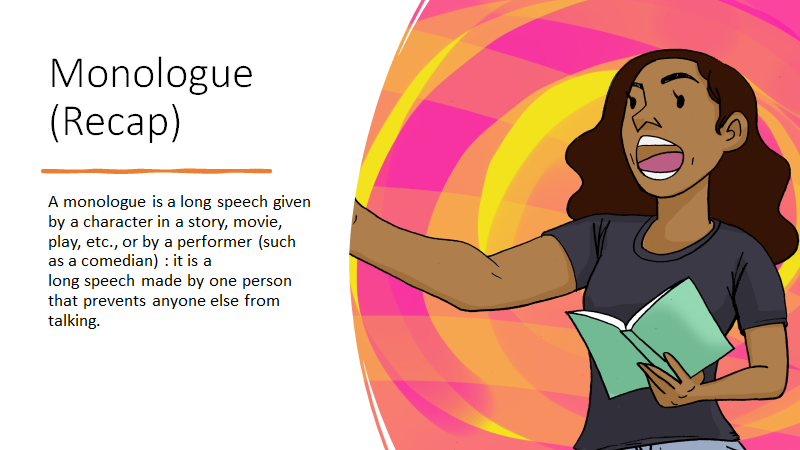 Monologue
(Recap)
A monologue is a long speech given
by a character in a story, movie,
play, etc., or by a performer (such
as a comedian) : it is a
long speech made by one person
that prevents anyone else from
talking.